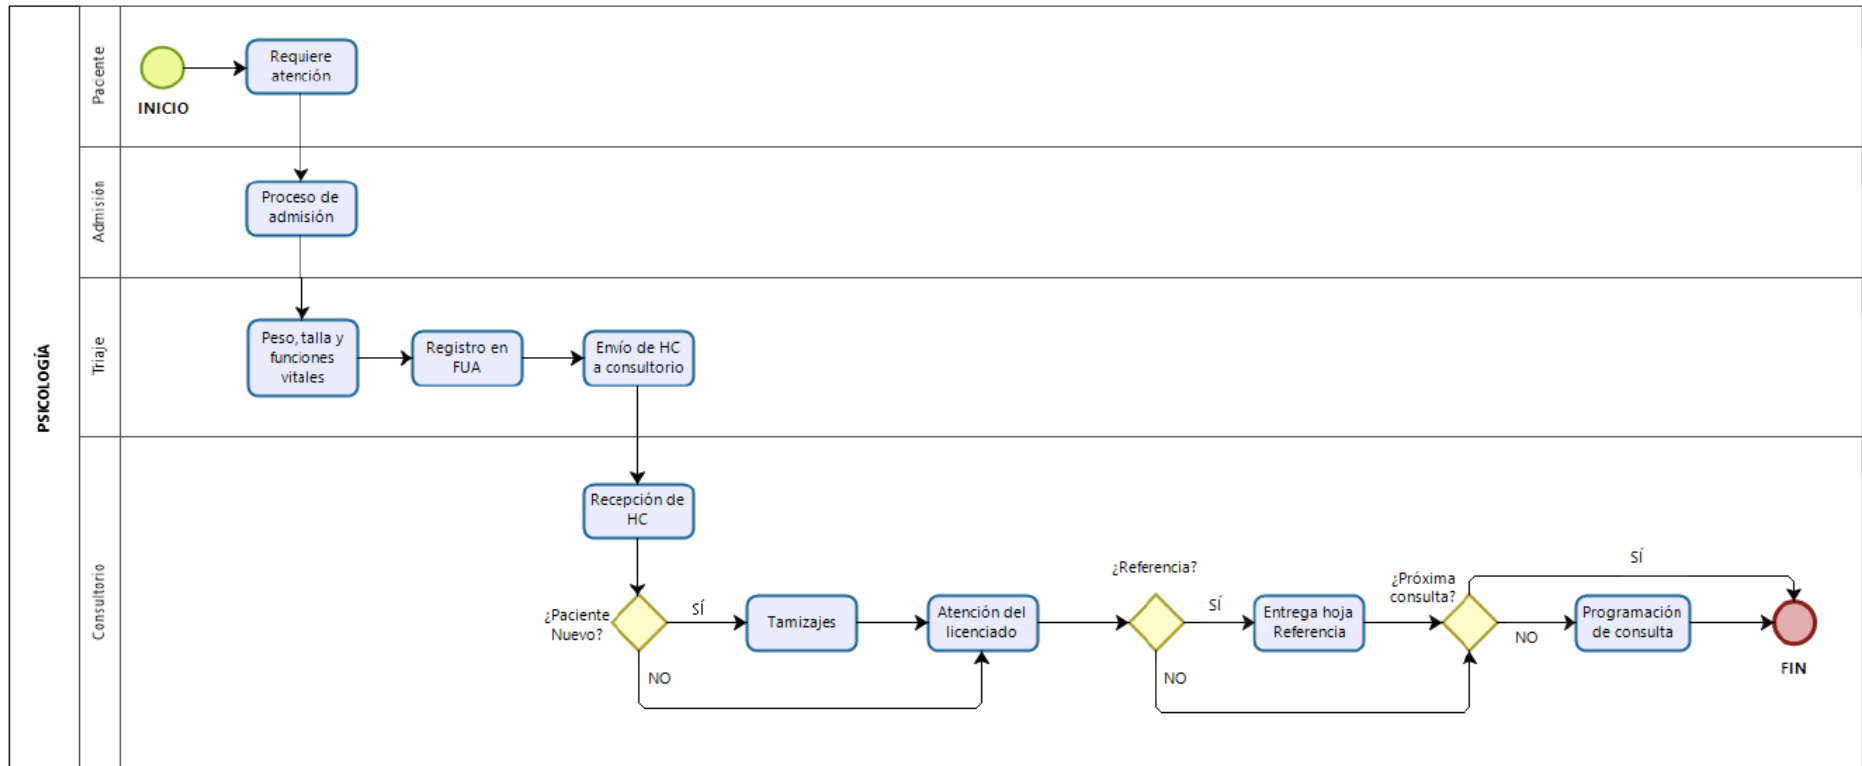 PSICOLOGÍA
Paciente
INICIO
Requiere
atención
Admisión
Proceso de
admisión
Triaje
Peso, talla y
funciones
vitales
Registro en
FUA
Envío de HC
a consultorio
Consultorio
Recepción de
HC
¿Paciente
Nuevo?
SÍ
NO
Tamizajes
Atención del
licenciado
¿Referencia?
SÍ
NO
Entrega hoja
Referencia
¿Próxima
consulta?
SÍ
NO
Programación
de consulta
FIN